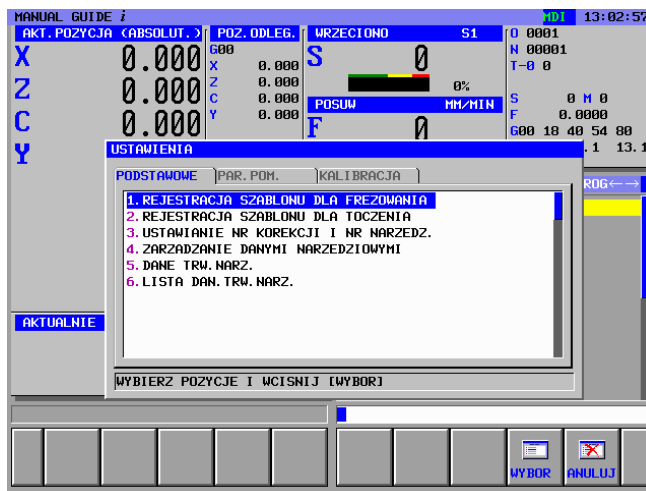 MANUAL GUIDE i MDI 13:02:57
AKT.POZYCJA (ABSOLUT.) POZ.ODLEG. WRZECIONO S1 O 0001
X 0.000 G00 S 0 N 00001
X 0.000 T-0 0
Z 0.000 Z 0.000 0%
C 0.000 C 0.000 POSUW MM/MIN S 0 M 0
Y 0.000 F 0 F 0.0000
Y G00 18 40 54 80
USTAWIENIA .1 13.1
PODSTAWOWE PAR.POM. KALIBRACJA ROG←→
1.REJESTRACJA SZABLONU DLA FREZOWANIA
2.REJESTRACJA SZABLONU DLA TOCZENIA
3.USTAWIANIE NR KOREKCJI I NR NARZEDZ.
4.ZARZADZANIE DANYMI NARZEDZIOWYMI
5.DANE TRW.NARZ.
6.LISTA DAN.TRW.NARZ.
AKTUALNIE
WYBIERZ POZYCJE I WCISNIJ [WYBOR]
WYBOR ANULUJ